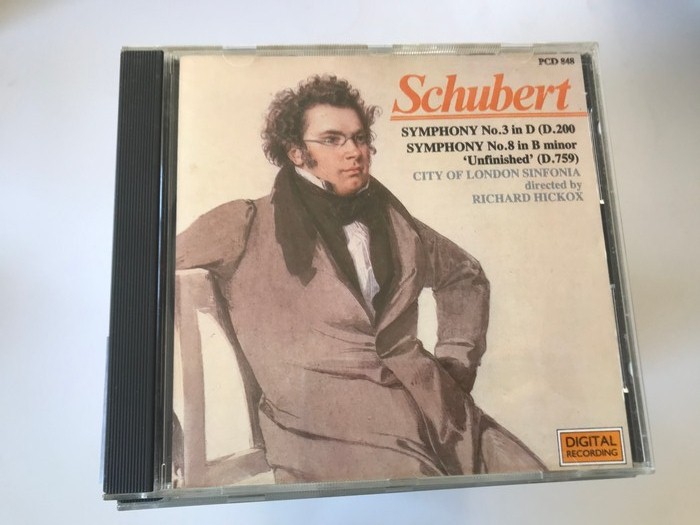 PCD 848
Schubert
SYMPHONY No.3 in D (D.200
SYMPHONY No.8 in B minor
‘Unfinished’ (D.759)
CITY OF LONDON SINFONIA
directed by
RICHARD HICKOX
DIGITAL
RECORDING